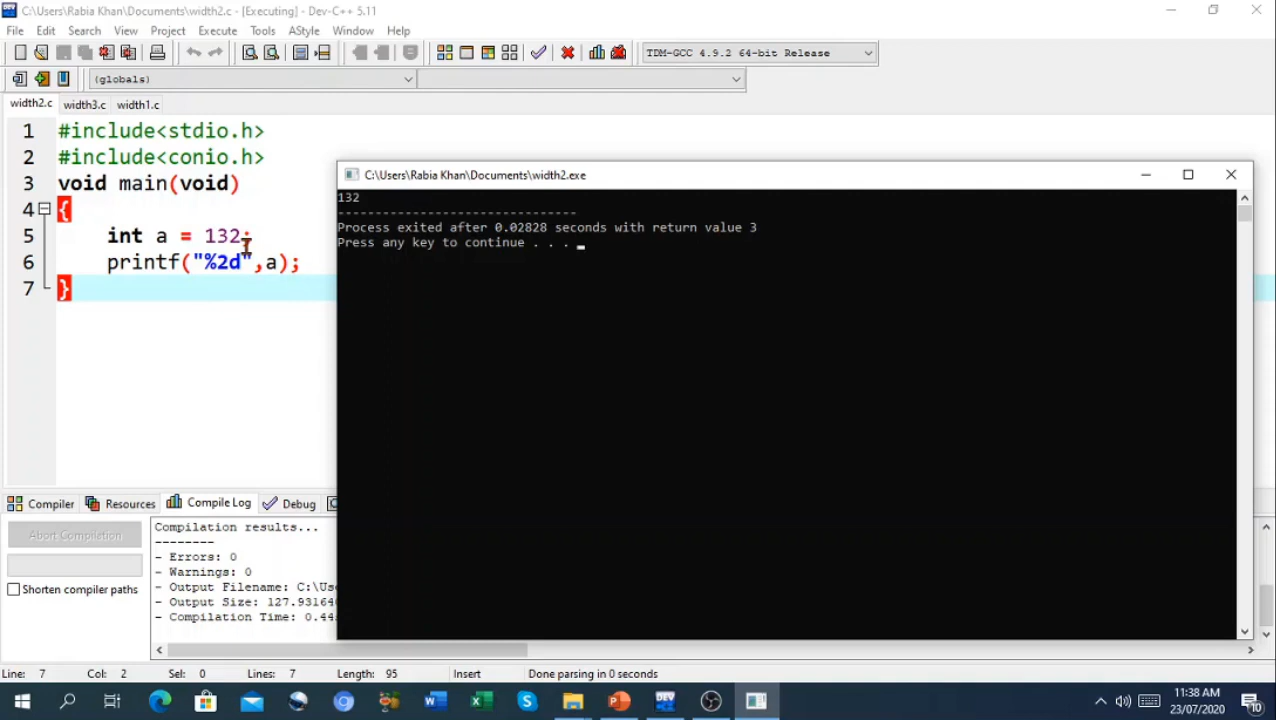 C:\Users\Rabia Khan\Documents\width2.c - [Executing] - Dev-C++ 5.11
File Edit Search View Project Execute Tools AStyle Window Help
TDM-GCC 4.9.2 64-bit Release
(globals)
width2.c width3.c width1.c
1 #include<stdio.h>
2 #include<conio.h>
3 void main(void)
4 {
5 int a = 132;
6 printf("%2d",a);
7 }
C:\Users\Rabia Khan\Documents\width2.exe
132
--------------------------------
Process exited after 0.02828 seconds with return value 3
Press any key to continue . . .
Compiler Resources Compile Log Debug
Abort Compilation
Shorten compiler paths
Compilation results...
--------
- Errors: 0
- Warnings: 0
- Output Filename: C:\Use
- Output Size: 127.931640
- Compilation Time: 0.44
Line: 7 Col: 2 Sel: 0 Lines: 7 Length: 95 Insert Done parsing in 0 seconds
DEV
11:38 AM
23/07/2020
10